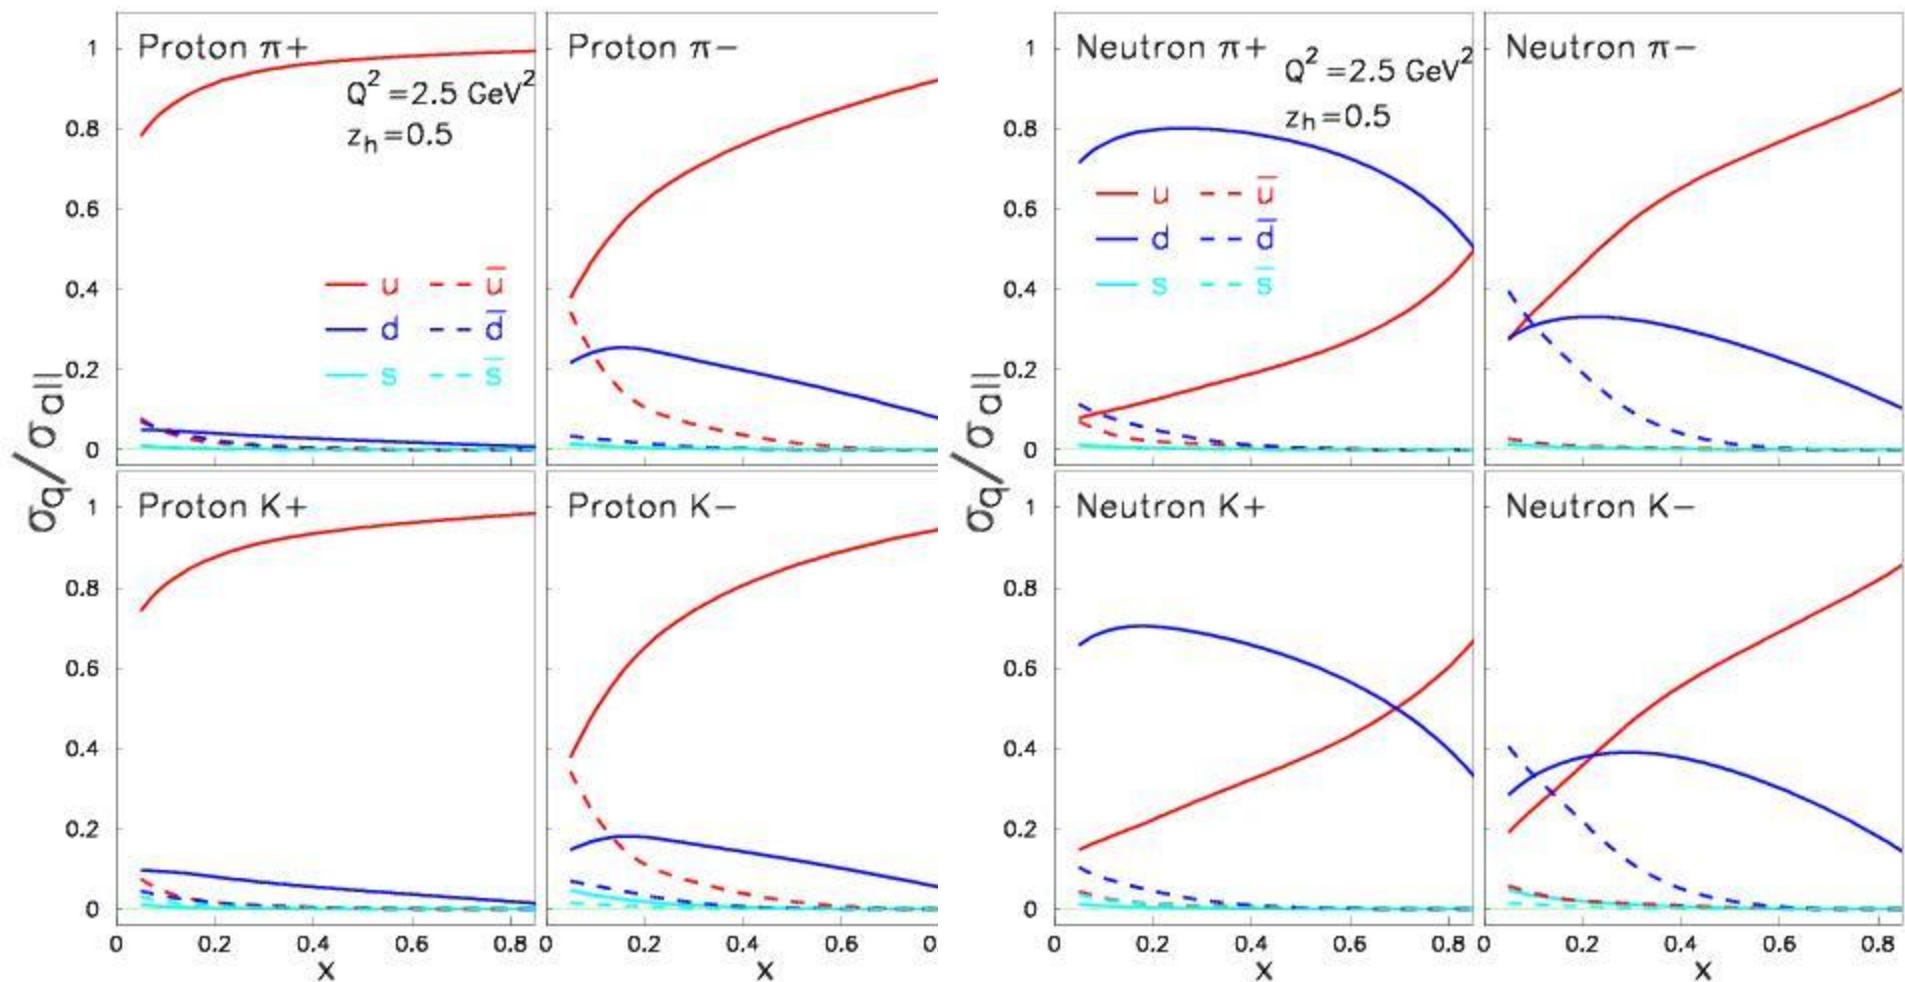 Proton π+
Q² =2.5 GeV²
z_h=0.5
u u̅
d d̅
s s̅
1
0.8
0.6
0.4
0.2
0
Proton π−
Proton K+
1
0.8
0.6
0.4
0.2
0
Proton K−
0 0.2 0.4 0.6 0.8
x
0 0.2 0.4 0.6 0.8
x
σq/σall
Neutron π+
Q² =2.5 GeV²
z_h=0.5
u u̅
d d̅
s s̅
1
0.8
0.6
0.4
0.2
0
Neutron π−
Neutron K+
1
0.8
0.6
0.4
0.2
0
Neutron K−
0 0.2 0.4 0.6 0.8
x
0 0.2 0.4 0.6 0.8
x
σq/σall